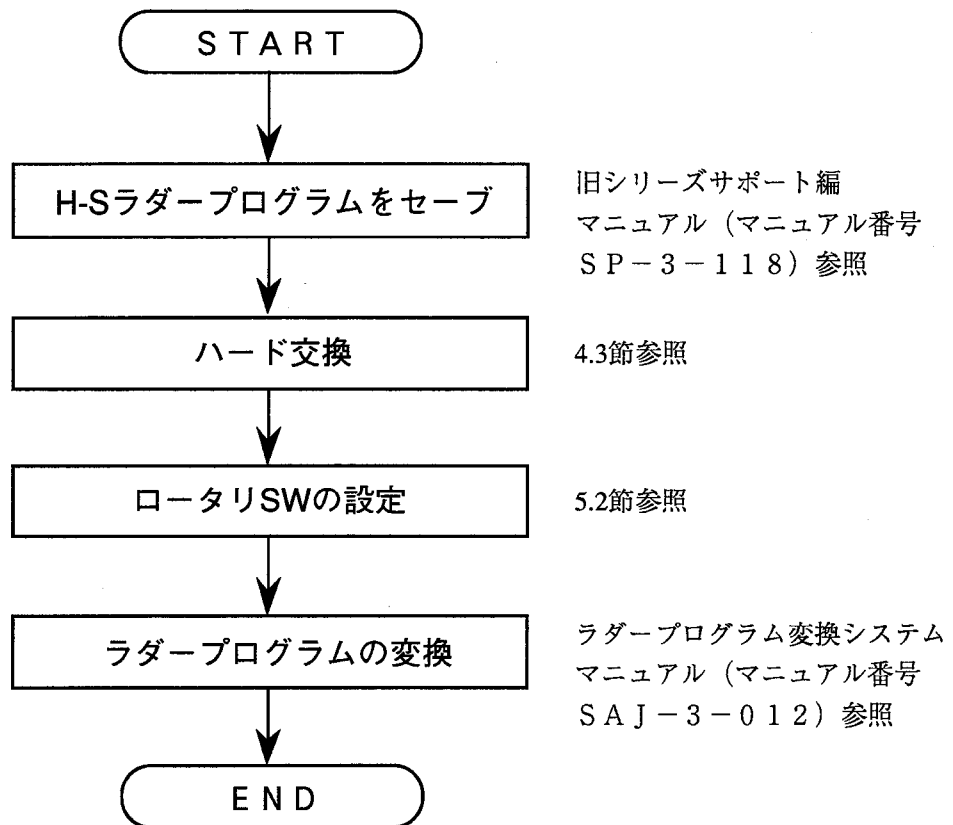 ＳＴＡＲＴ
H-Sラダープログラムをセーブ
旧シリーズサポート編
マニュアル（マニュアル番号
ＳＰ－３－１１８）参照
ハード交換
4.3節参照
ロータリSWの設定
5.2節参照
ラダープログラムの変換
ラダープログラム変換システム
マニュアル（マニュアル番号
ＳＡＪ－３－０１２）参照
ＥＮＤ